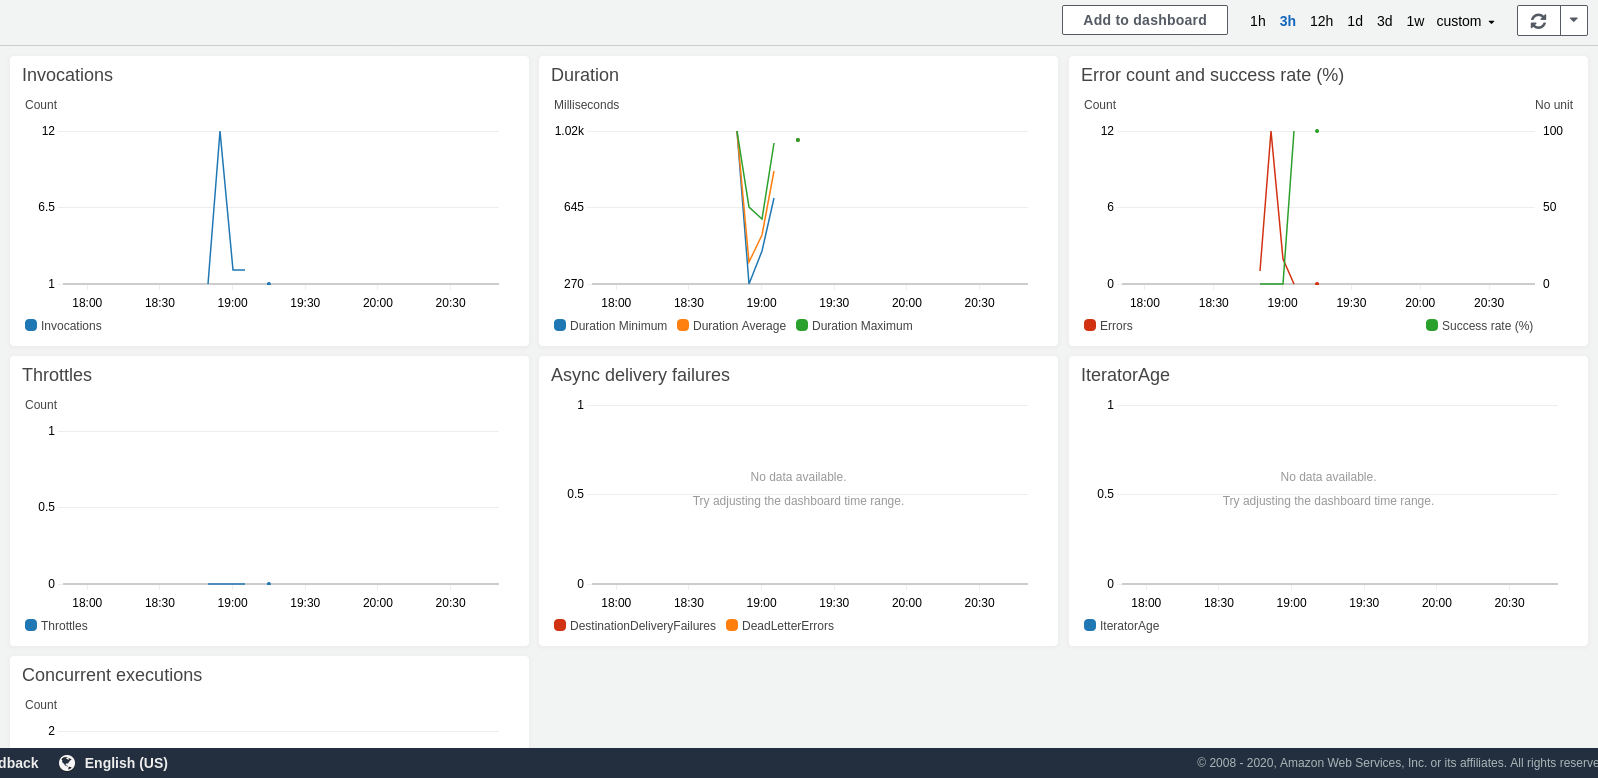 Add to dashboard 1h 3h 12h 1d 3d 1w custom
Invocations
Count
12
6.5
1
18:00 18:30 19:00 19:30 20:00 20:30
Invocations
Duration
Milliseconds
1.02k
645
270
18:00 18:30 19:00 19:30 20:00 20:30
Duration Minimum Duration Average Duration Maximum
Error count and success rate (%)
Count No unit
12 100
6 50
0 0
18:00 18:30 19:00 19:30 20:00 20:30
Errors Success rate (%)
Throttles
Count
1
0.5
0
18:00 18:30 19:00 19:30 20:00 20:30
Throttles
Async delivery failures
1
No data available.
0.5
Try adjusting the dashboard time range.
0
18:00 18:30 19:00 19:30 20:00 20:30
DestinationDeliveryFailures DeadLetterErrors
IteratorAge
1
No data available.
0.5
Try adjusting the dashboard time range.
0
18:00 18:30 19:00 19:30 20:00 20:30
IteratorAge
Concurrent executions
Count
2
dback English (US) © 2008 - 2020, Amazon Web Services, Inc. or its affiliates. All rights reserve